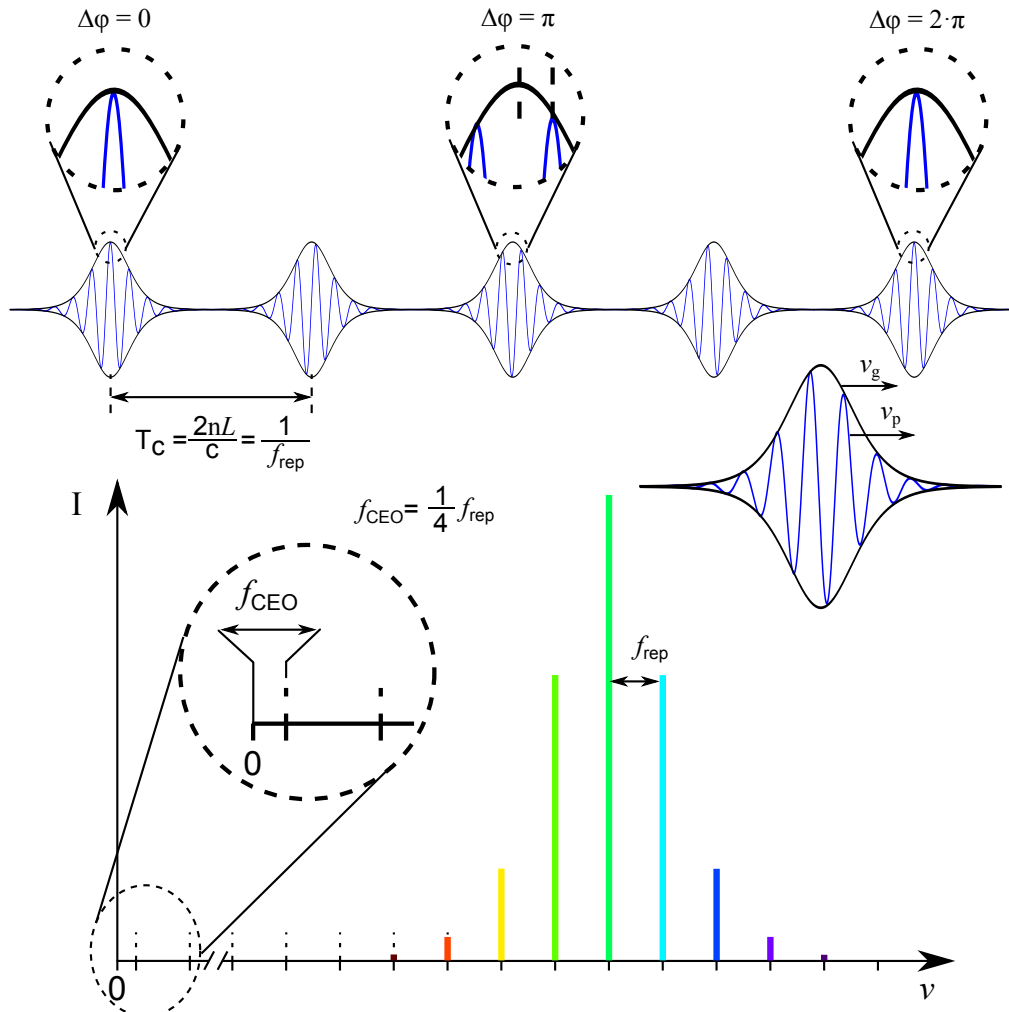 Δφ = 0
Δφ = π
Δφ = 2·π
v_g
v_p
T_C = 2nL/c = 1/f_rep
I
f_CEO = 1/4 f_rep
f_CEO
f_rep
0
0
ν